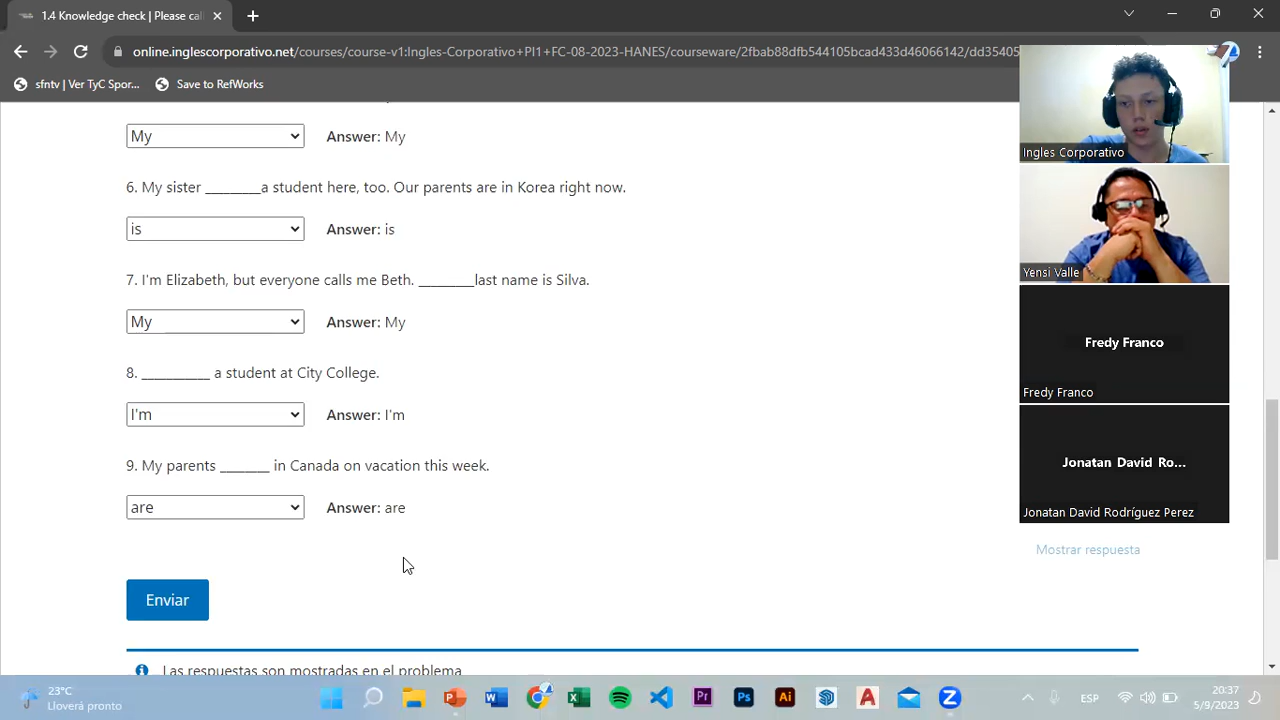 1.4 Knowledge check | Please cal
online.inglescorporativo.net/courses/course-v1:Ingles-Corporativo+PI1+FC-08-2023-HANES/courseware/2fbab88dfb544105bcad433d46066142/dd35405
sfntv | Ver TyC Spor...
Save to RefWorks
My
Answer: My
6. My sister _________a student here, too. Our parents are in Korea right now.
is
Answer: is
7. I'm Elizabeth, but everyone calls me Beth. _________last name is Silva.
My
Answer: My
8. ___________ a student at City College.
I'm
Answer: I'm
9. My parents ________ in Canada on vacation this week.
are
Answer: are
Mostrar respuesta
Enviar
Las respuestas son mostradas en el problema
Ingles Corporativo
Yensi Valle
Fredy Franco
Fredy Franco
Jonatan David Ro...
Jonatan David Rodríguez Perez
23°C
Lloverá pronto
ESP
20:37
5/9/2023